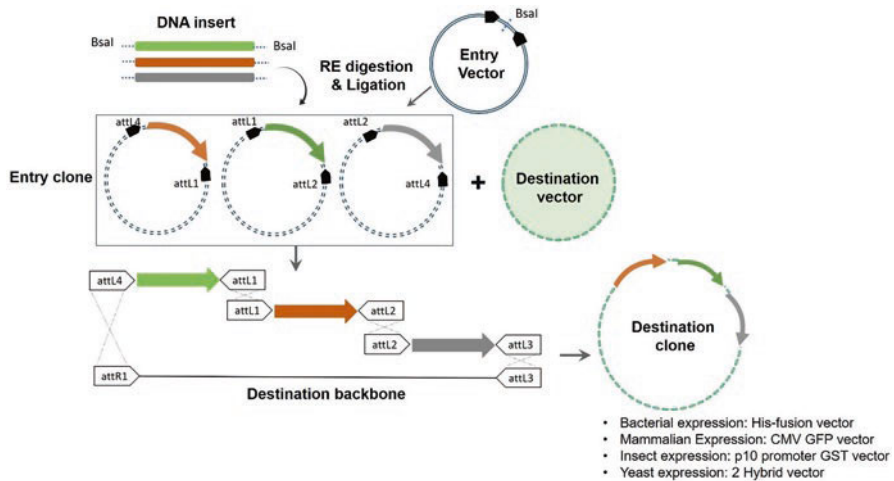 DNA insert
BsaI
BsaI
BsaI
Entry
Vector
RE digestion
& Ligation
attL4
attL1
attL2
Entry clone
attL1
attL2
attL4
+
Destination
vector
attL4
attL1
attL1
attL2
attL2
attL3
attR1
attL3
Destination backbone
Destination
clone
• Bacterial expression: His-fusion vector
• Mammalian Expression: CMV GFP vector
• Insect expression: p10 promoter GST vector
• Yeast expression: 2 Hybrid vector